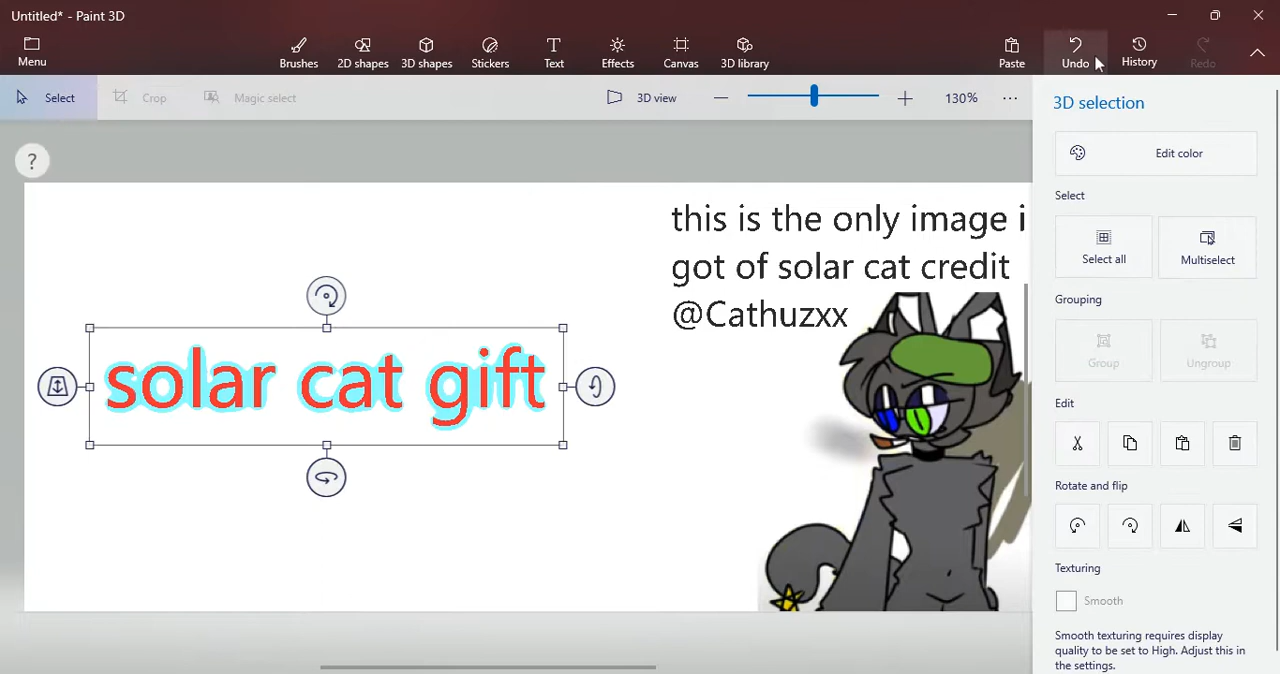 Untitled* - Paint 3D
Menu
Brushes
2D shapes
3D shapes
Stickers
Text
Effects
Canvas
3D library
Paste
Undo
History
Redo
Select
Crop
Magic select
3D view
130%
3D selection
?
Edit color
Select
Select all
Multiselect
Grouping
Group
Ungroup
Edit
Rotate and flip
Texturing
Smooth
Smooth texturing requires display
quality to be set to High. Adjust this in
the settings.
this is the only image i
got of solar cat credit
@Cathuzxx
solar cat gift